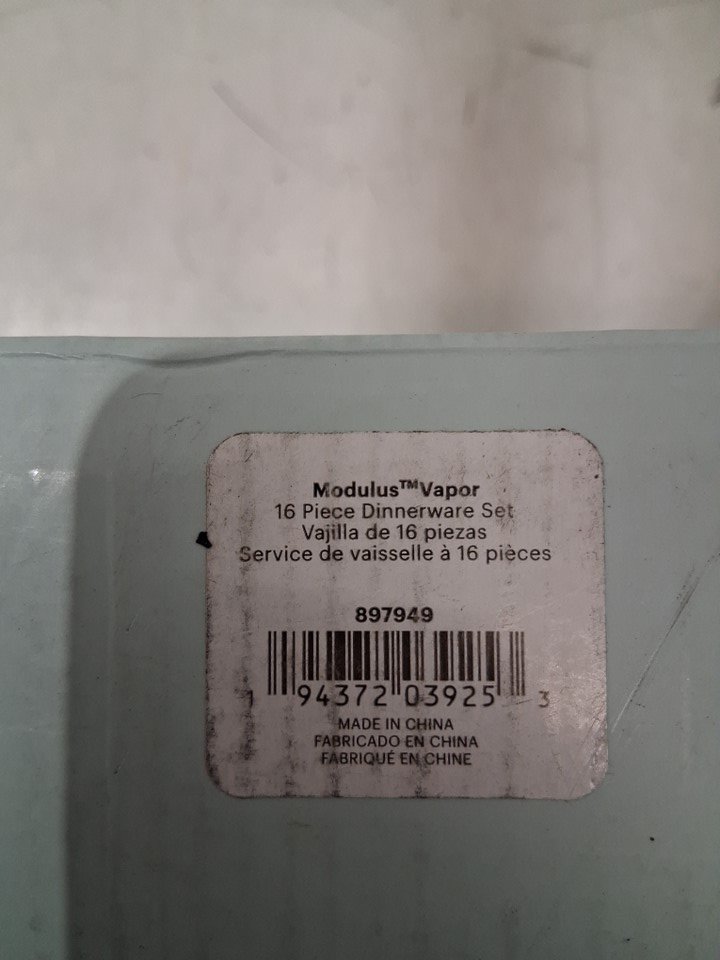 Modulus™Vapor
16 Piece Dinnerware Set
Vajilla de 16 piezas
Service de vaisselle à 16 pièces
897949
1 94372 03925 3
MADE IN CHINA
FABRICADO EN CHINA
FABRIQUÉ EN CHINE